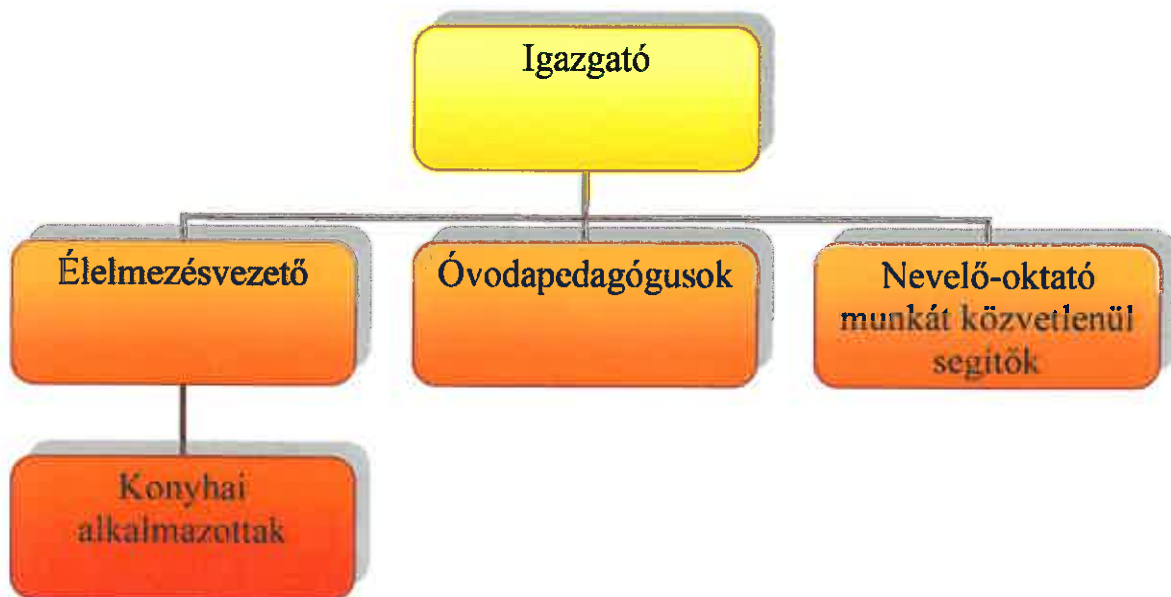 Igazgató
Élelmezésvezető
Óvodapedagógusok
Nevelő-oktató
munkát közvetlenül
segítők
Konyhai
alkalmazottak